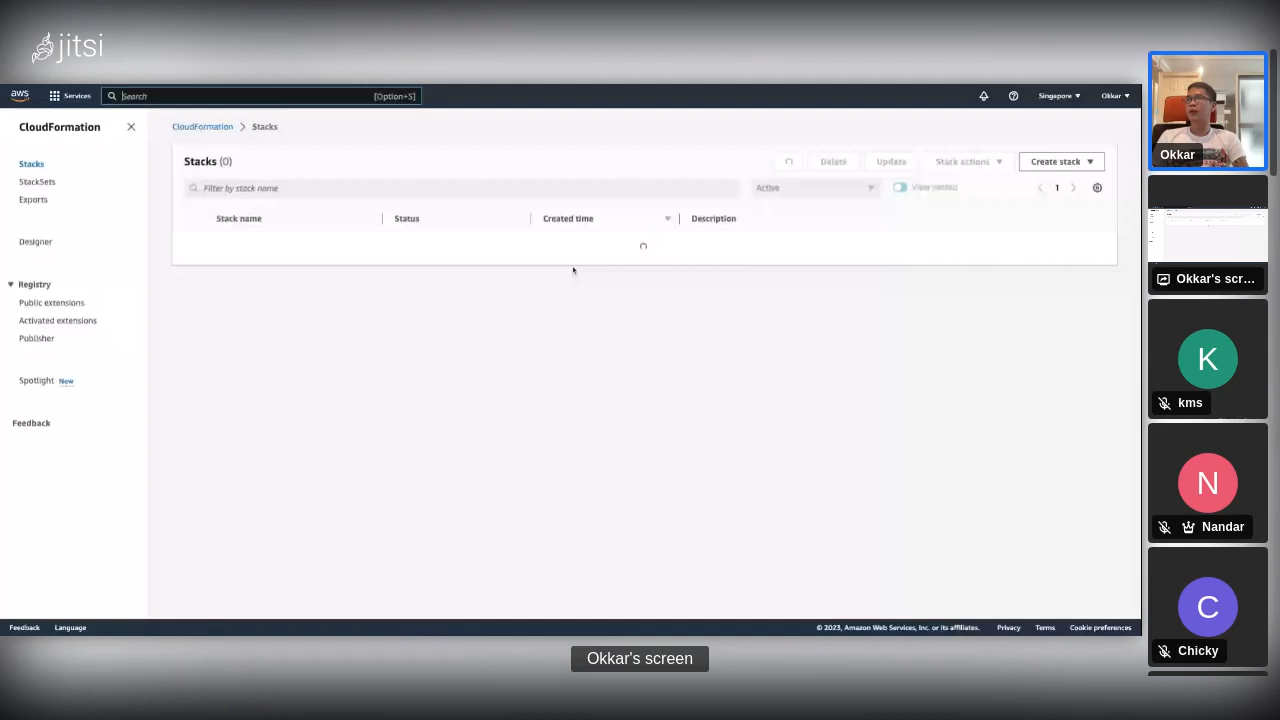 jitsi
aws Services Search [Option+S] Singapore Okkar
CloudFormation
CloudFormation Stacks
Stacks
StackSets
Exports
Designer
Registry
Public extensions
Activated extensions
Publisher
Spotlight New
Feedback
Stacks (0) Delete Update Stack actions Create stack
Filter by stack name Active View nested 1
Stack name Status Created time Description
Feedback Language © 2023, Amazon Web Services, Inc. or its affiliates. Privacy Terms Cookie preferences
Okkar's screen
Okkar
Okkar's scr...
K
kms
N
Nandar
C
Chicky